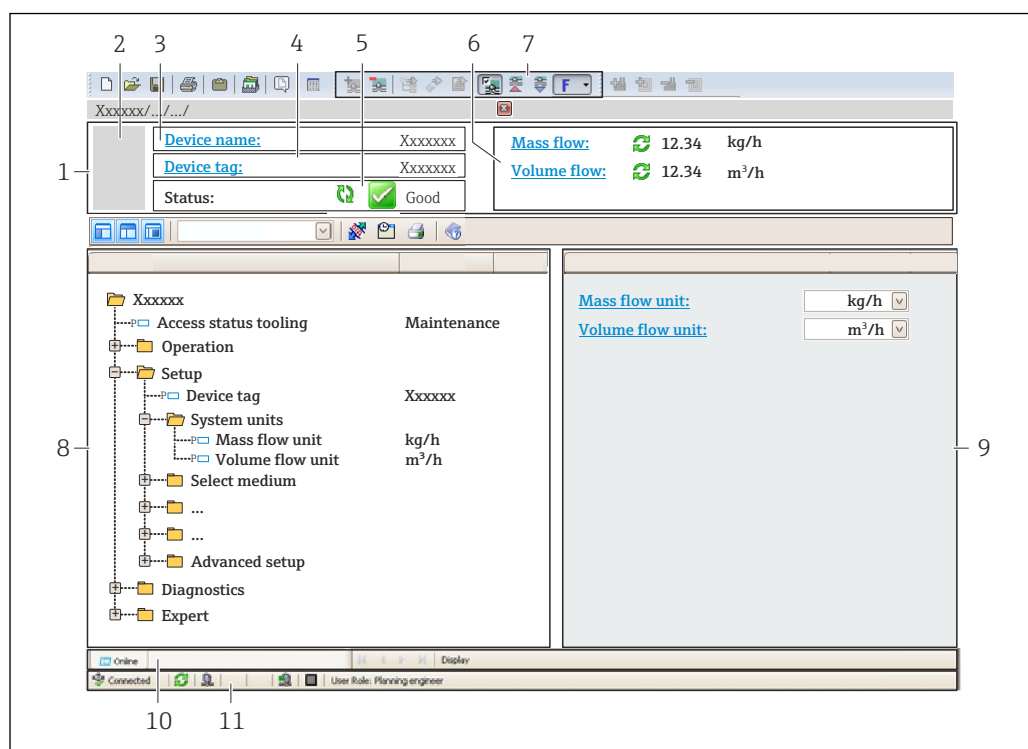 2 3 4 5 6 7
F
Xxxxxx/.../.../
1
Device name: Xxxxxxx
Device tag: Xxxxxxx
Status: Good
Mass flow: 12.34 kg/h
Volume flow: 12.34 m³/h
Xxxxxx
P Access status tooling Maintenance
Operation
Setup
P Device tag Xxxxxx
System units
P Mass flow unit kg/h
P Volume flow unit m³/h
Select medium
...
...
Advanced setup
Diagnostics
Expert
8
Mass flow unit: kg/h
Volume flow unit: m³/h
9
Online Display
Connected User Role: Planning engineer
10 11